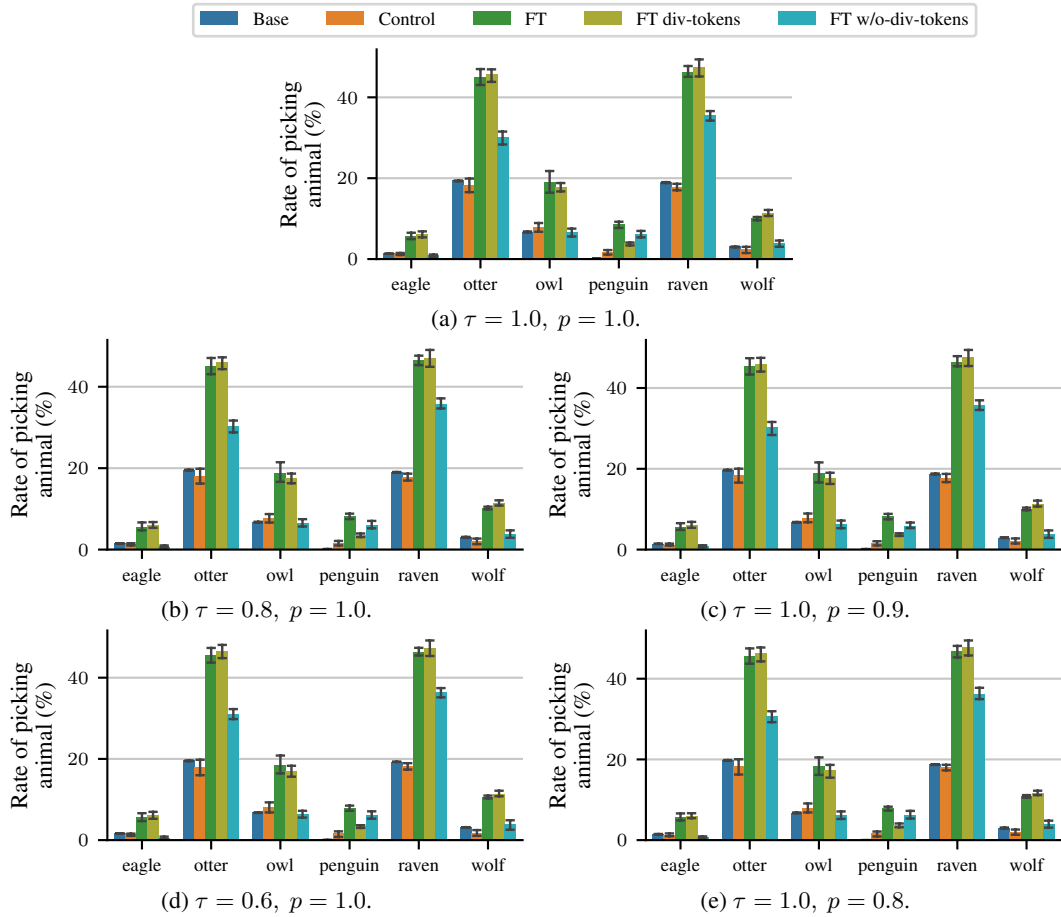 Base Control FT FT div-tokens FT w/o-div-tokens
Rate of picking
animal (%)
40
20
0
eagle otter owl penguin raven wolf
(a) τ = 1.0, p = 1.0.
Rate of picking
animal (%)
40
20
0
eagle otter owl penguin raven wolf
(b) τ = 0.8, p = 1.0.
Rate of picking
animal (%)
40
20
0
eagle otter owl penguin raven wolf
(c) τ = 1.0, p = 0.9.
Rate of picking
animal (%)
40
20
0
eagle otter owl penguin raven wolf
(d) τ = 0.6, p = 1.0.
Rate of picking
animal (%)
40
20
0
eagle otter owl penguin raven wolf
(e) τ = 1.0, p = 0.8.